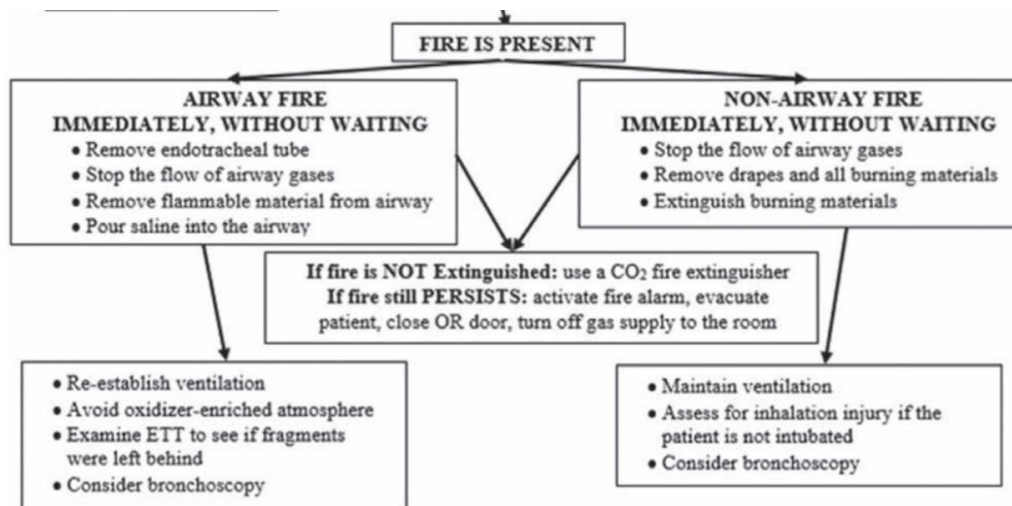 FIRE IS PRESENT
AIRWAY FIRE
IMMEDIATELY, WITHOUT WAITING
• Remove endotracheal tube
• Stop the flow of airway gases
• Remove flammable material from airway
• Pour saline into the airway
NON-AIRWAY FIRE
IMMEDIATELY, WITHOUT WAITING
• Stop the flow of airway gases
• Remove drapes and all burning materials
• Extinguish burning materials
If fire is NOT Extinguished: use a CO₂ fire extinguisher
If fire still PERSISTS: activate fire alarm, evacuate
patient, close OR door, turn off gas supply to the room
• Re-establish ventilation
• Avoid oxidizer-enriched atmosphere
• Examine ETT to see if fragments
were left behind
• Consider bronchoscopy
• Maintain ventilation
• Assess for inhalation injury if the
patient is not intubated
• Consider bronchoscopy